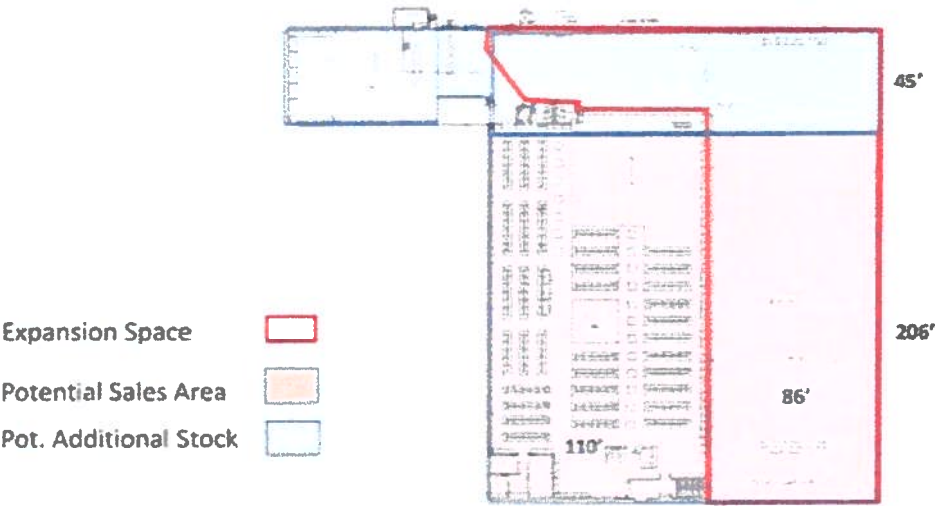 45'
Expansion Space
206'
Potential Sales Area
86'
Pot. Additional Stock
110'